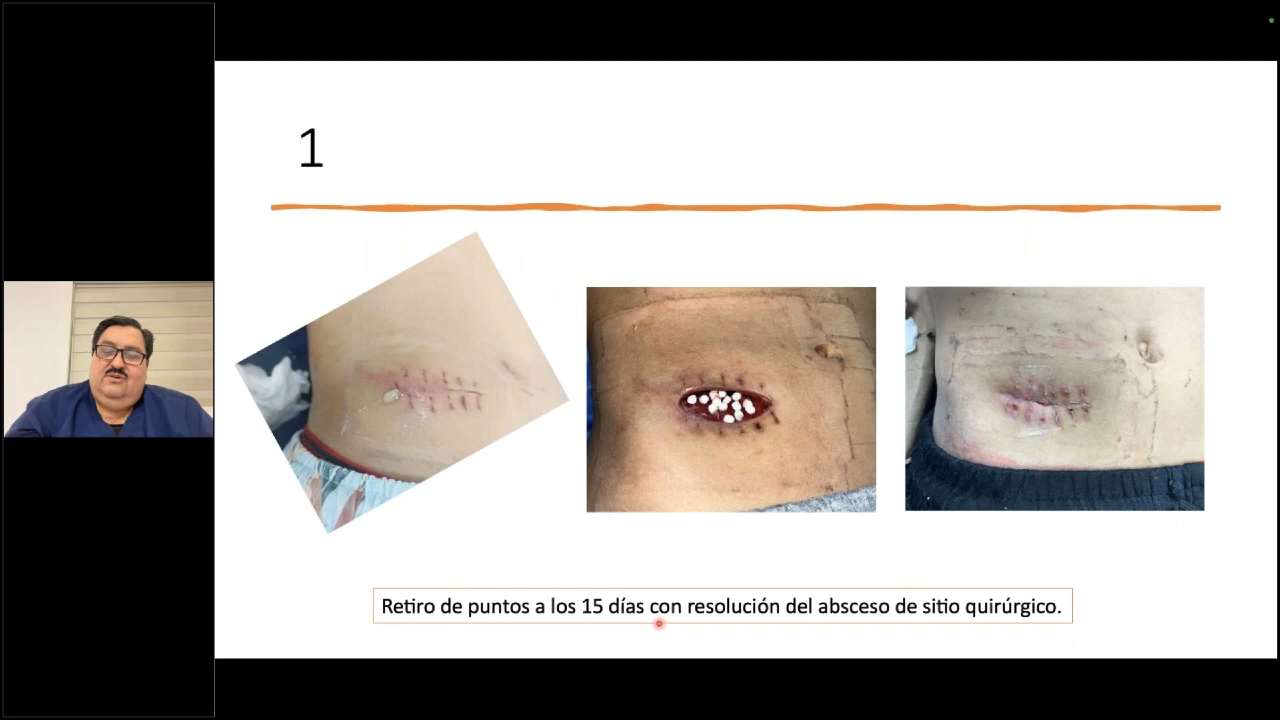 1
Retiro de puntos a los 15 días con resolución del absceso de sitio quirúrgico.